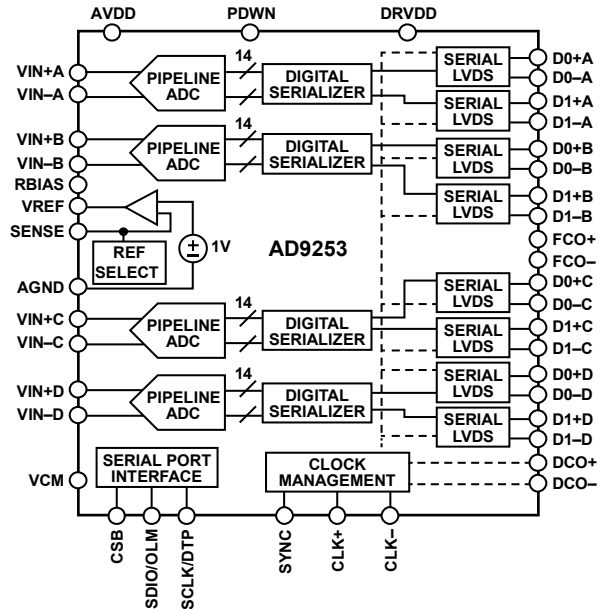 AVDD
PDWN
DRVDD
VIN+A
VIN–A
PIPELINE
ADC
14
DIGITAL
SERIALIZER
SERIAL
LVDS
D0+A
D0–A
SERIAL
LVDS
D1+A
D1–A
VIN+B
VIN–B
PIPELINE
ADC
14
DIGITAL
SERIALIZER
SERIAL
LVDS
D0+B
D0–B
SERIAL
LVDS
D1+B
D1–B
RBIAS
VREF
SENSE
REF
SELECT
1V
AGND
AD9253
FCO+
FCO–
VIN+C
VIN–C
PIPELINE
ADC
14
DIGITAL
SERIALIZER
SERIAL
LVDS
D0+C
D0–C
SERIAL
LVDS
D1+C
D1–C
VIN+D
VIN–D
PIPELINE
ADC
14
DIGITAL
SERIALIZER
SERIAL
LVDS
D0+D
D0–D
SERIAL
LVDS
D1+D
D1–D
VCM
SERIAL PORT
INTERFACE
CLOCK
MANAGEMENT
DCO+
DCO–
CSB
SDIO/OLM
SCLK/DTP
SYNC
CLK+
CLK–